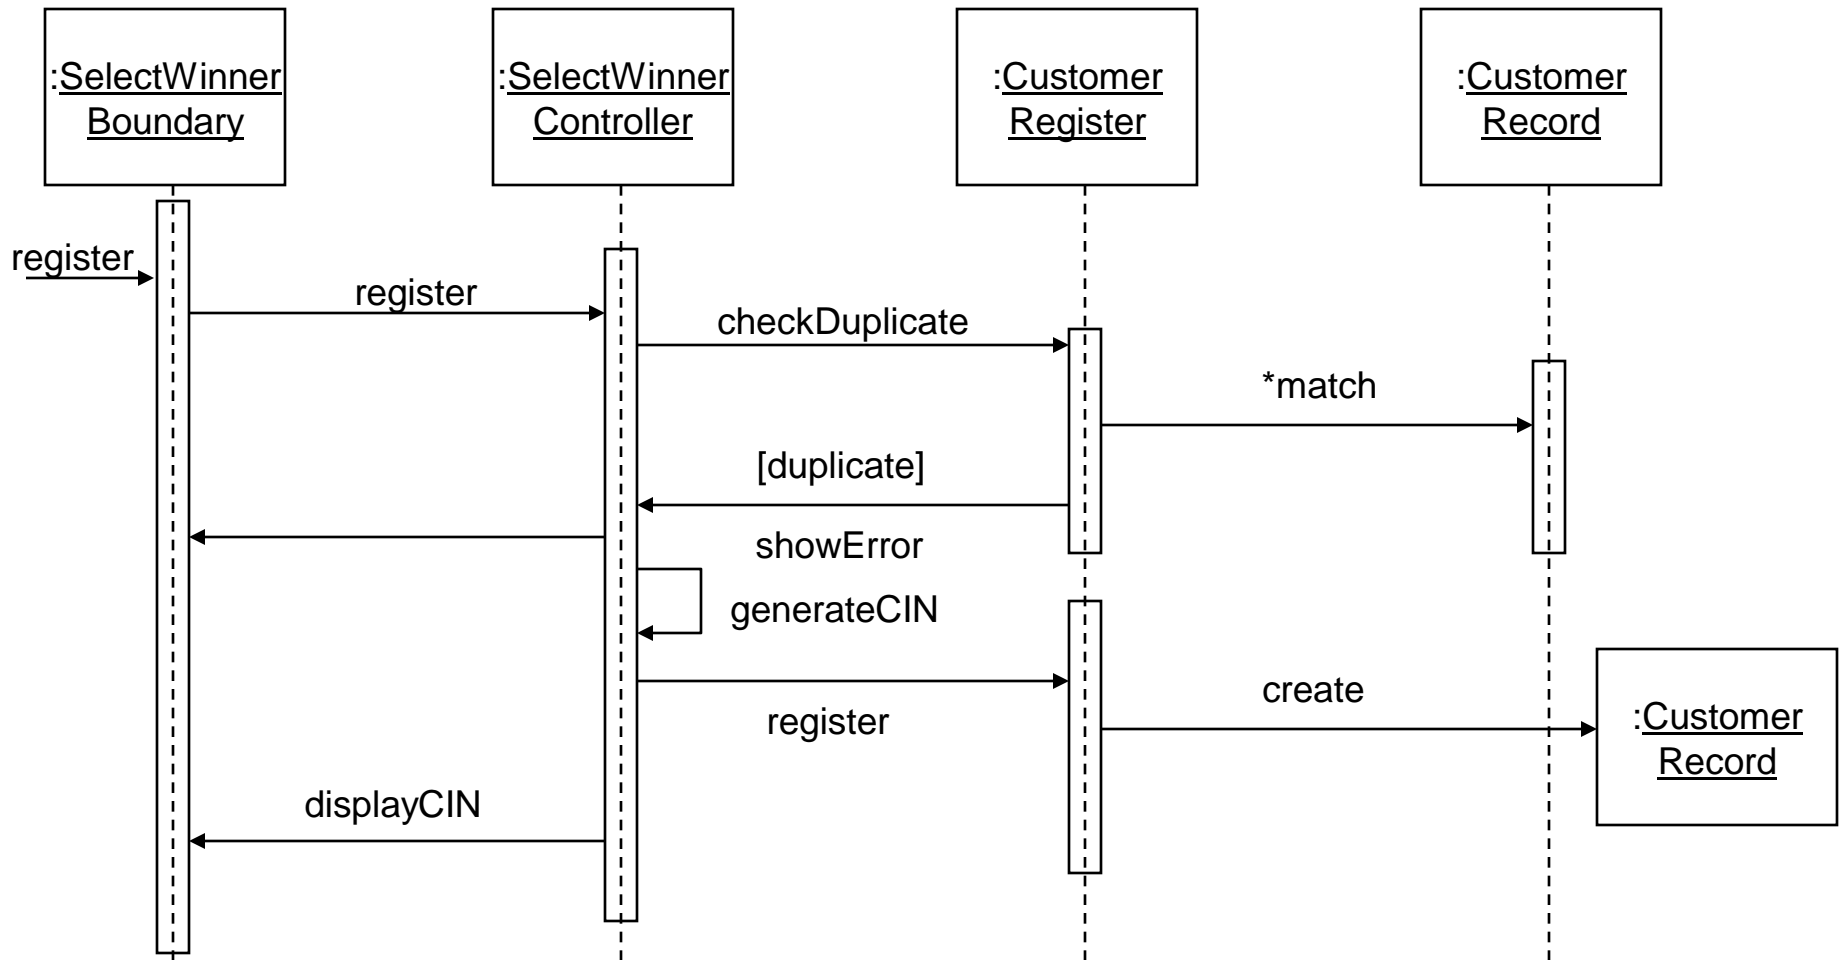 :SelectWinner
Boundary
:SelectWinner
Controller
:Customer
Register
:Customer
Record
register
register
checkDuplicate
*match
[duplicate]
showError
generateCIN
register
create
:Customer
Record
displayCIN